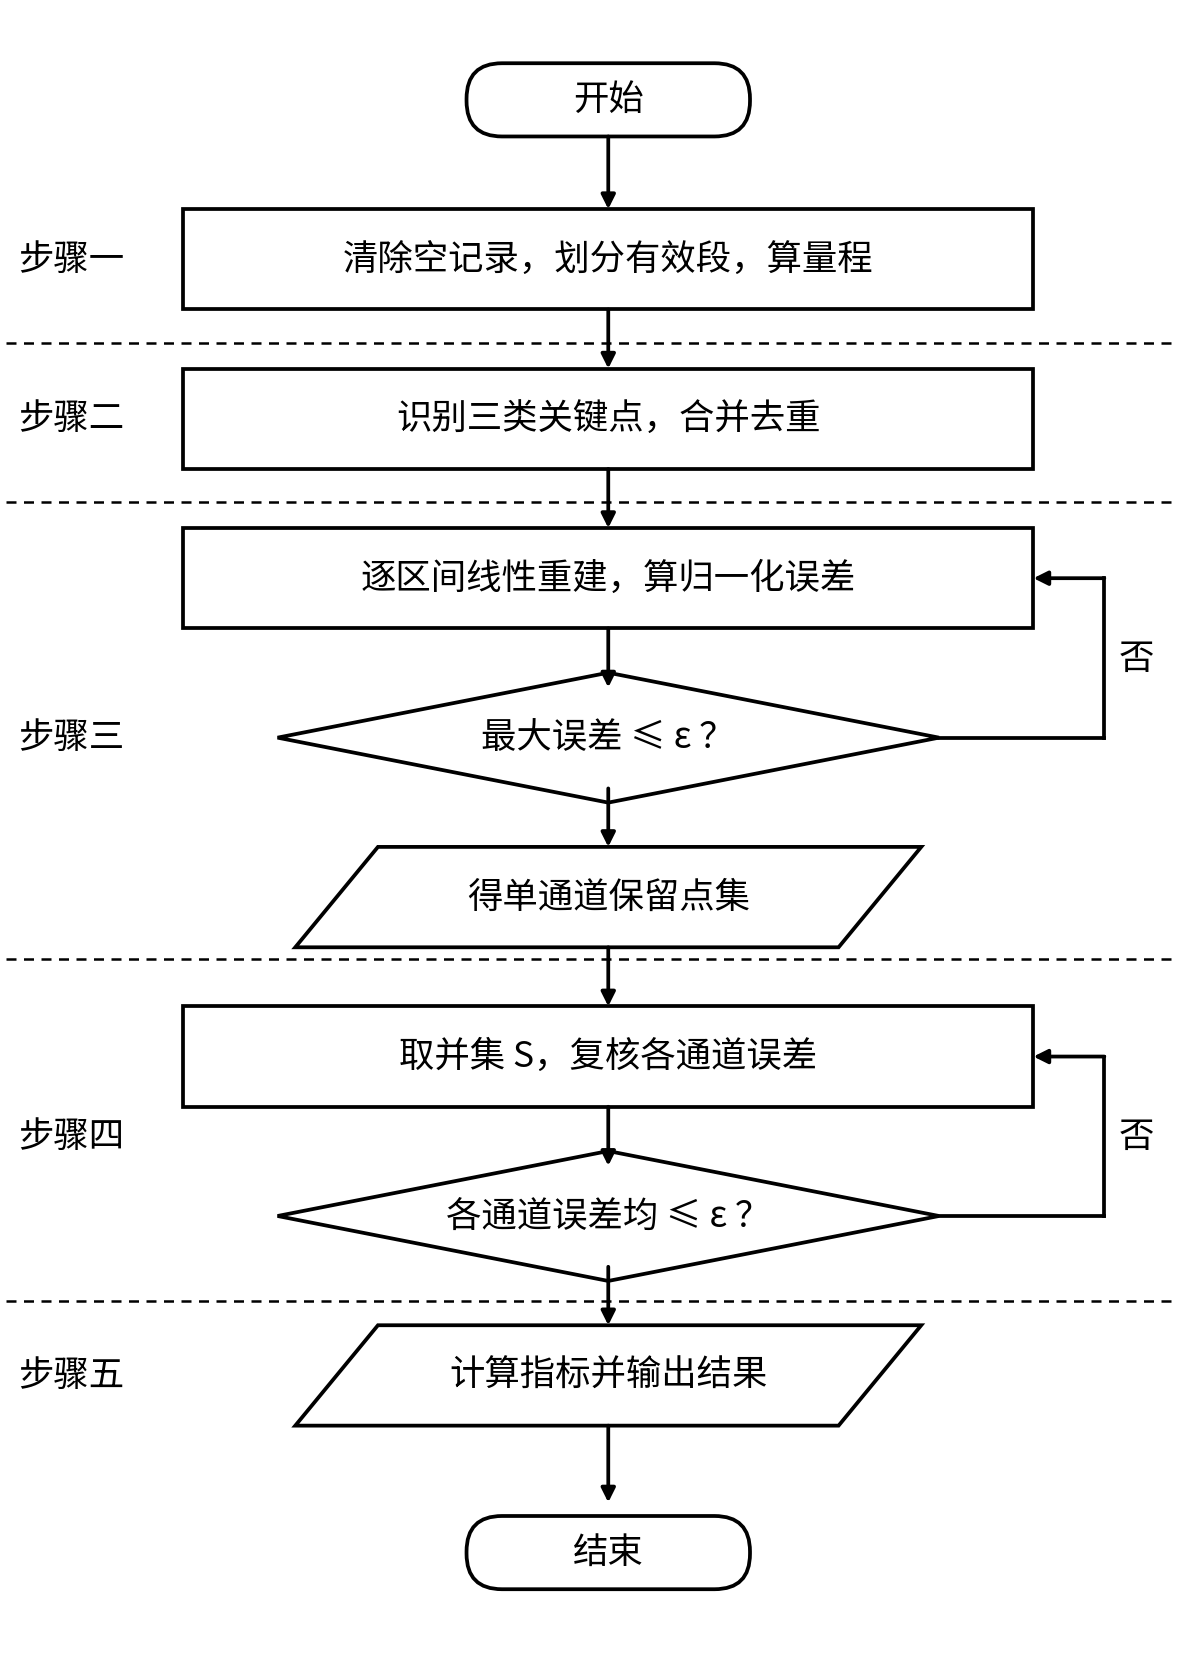 开始
步骤一
清除空记录，划分有效段，算量程
步骤二
识别三类关键点，合并去重
逐区间线性重建，算归一化误差
否
步骤三
最大误差 ⩽ ε？
得单通道保留点集
取并集 S，复核各通道误差
步骤四
否
各通道误差均 ⩽ ε？
步骤五
计算指标并输出结果
结束